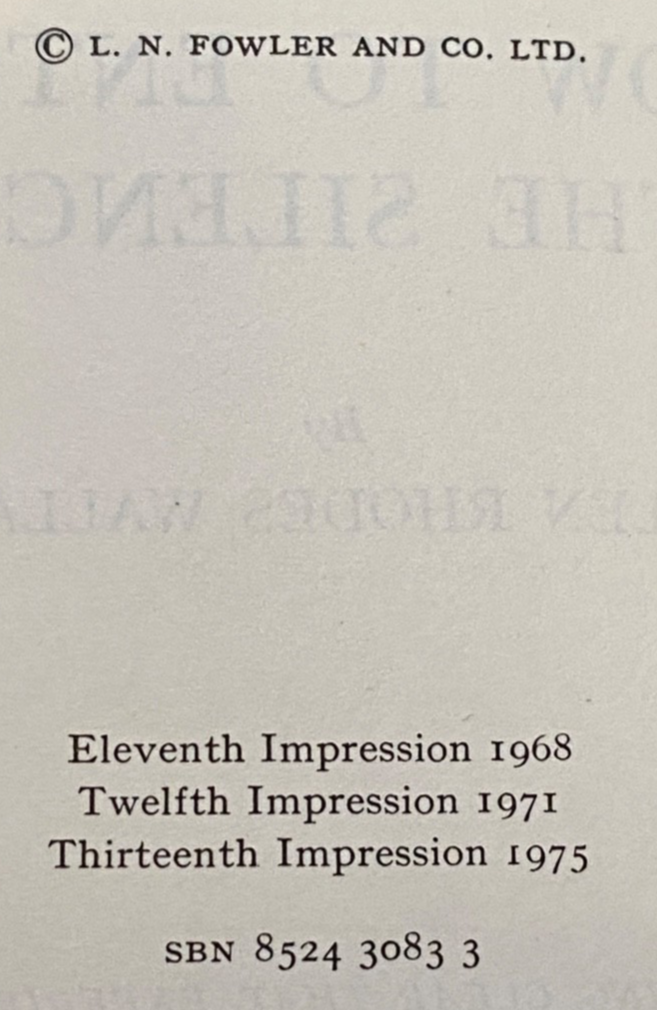 © L. N. FOWLER AND CO. LTD.
Eleventh Impression 1968
Twelfth Impression 1971
Thirteenth Impression 1975
SBN 8524 3083 3